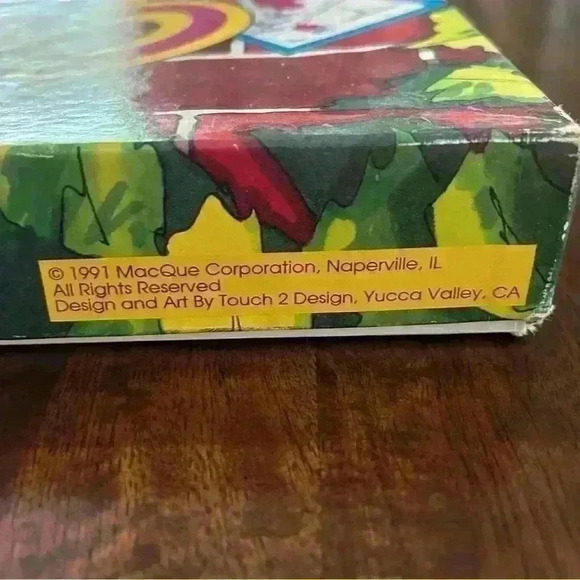 © 1991 MacQue Corporation, Naperville, IL
All Rights Reserved
Design and Art By Touch 2 Design, Yucca Valley, CA